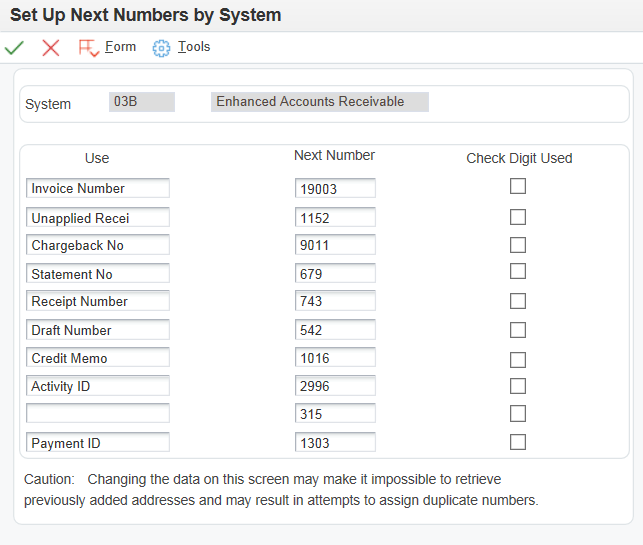 Set Up Next Numbers by System
Form Tools
System 03B Enhanced Accounts Receivable
Use Next Number Check Digit Used
Invoice Number 19003
Unapplied Recei 1152
Chargeback No 9011
Statement No 679
Receipt Number 743
Draft Number 542
Credit Memo 1016
Activity ID 2996
315
Payment ID 1303
Caution: Changing the data on this screen may make it impossible to retrieve
previously added addresses and may result in attempts to assign duplicate numbers.